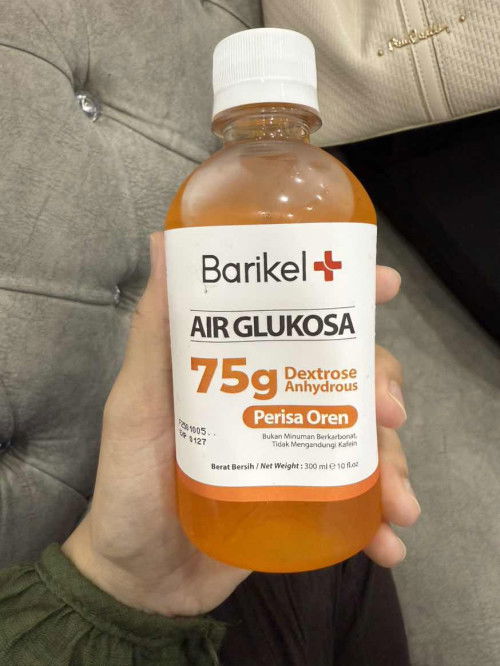 Barikel
AIR GLUKOSA
75g Dextrose
Anhydrous
Perisa Oren
Bukan Minuman Berkarbonat,
Tidak Mengandungi Kafein
Berat Bersih / Net Weight : 300 ml ℮ 10 fl.oz